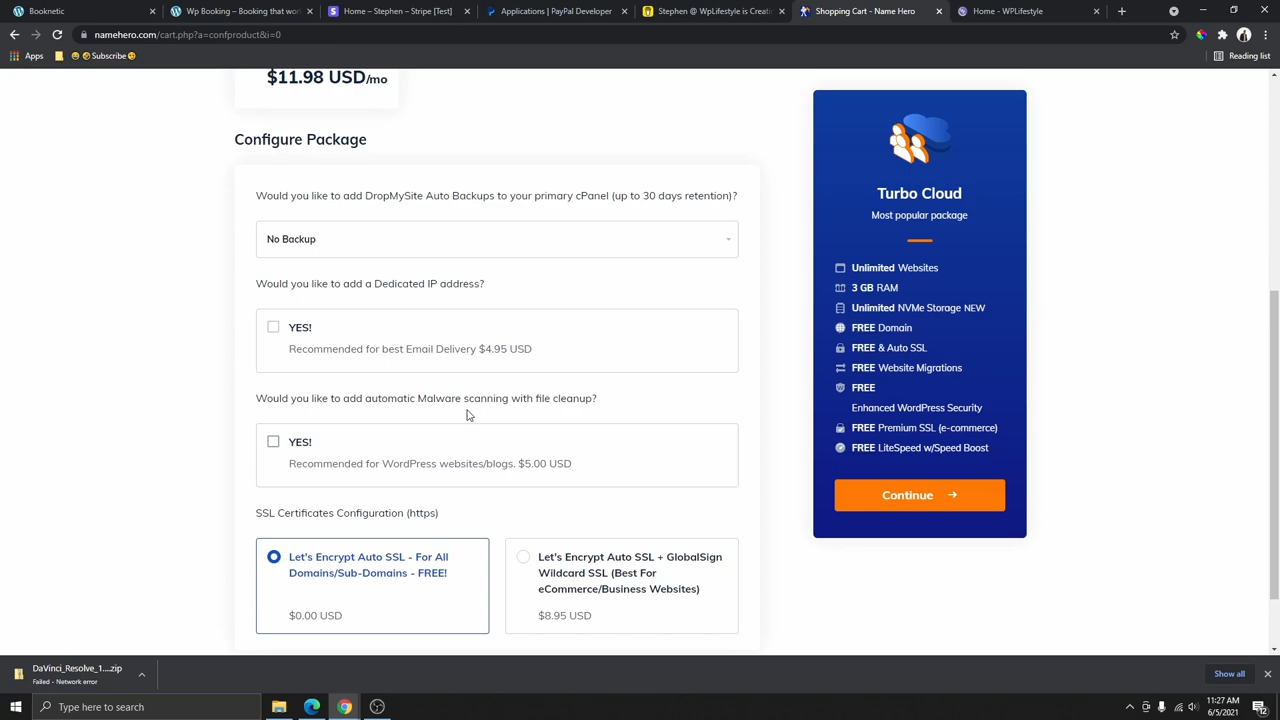 Booknetic
Wp Booking – Booking that wor
Home – Stephen – Stripe [Test]
Applications | PayPal Developer
Stephen @ WpLifestyle is Creatin
Shopping Cart - Name Hero
Home - WPLifestyle
namehero.com/cart.php?a=confproduct&i=0
Apps
Subscribe
Reading list
$11.98 USD/mo
Configure Package
Would you like to add DropMySite Auto Backups to your primary cPanel (up to 30 days retention)?
No Backup
Would you like to add a Dedicated IP address?
YES!
Recommended for best Email Delivery $4.95 USD
Would you like to add automatic Malware scanning with file cleanup?
YES!
Recommended for WordPress websites/blogs. $5.00 USD
SSL Certificates Configuration (https)
Let's Encrypt Auto SSL - For All
Domains/Sub-Domains - FREE!
$0.00 USD
Let's Encrypt Auto SSL + GlobalSign
Wildcard SSL (Best For
eCommerce/Business Websites)
$8.95 USD
Turbo Cloud
Most popular package
Unlimited Websites
3 GB RAM
Unlimited NVMe Storage NEW
FREE Domain
FREE & Auto SSL
FREE Website Migrations
FREE
Enhanced WordPress Security
FREE Premium SSL (e-commerce)
FREE LiteSpeed w/Speed Boost
Continue
DaVinci_Resolve_1....zip
Failed - Network error
Show all
Type here to search
11:27 AM
6/5/2021
12